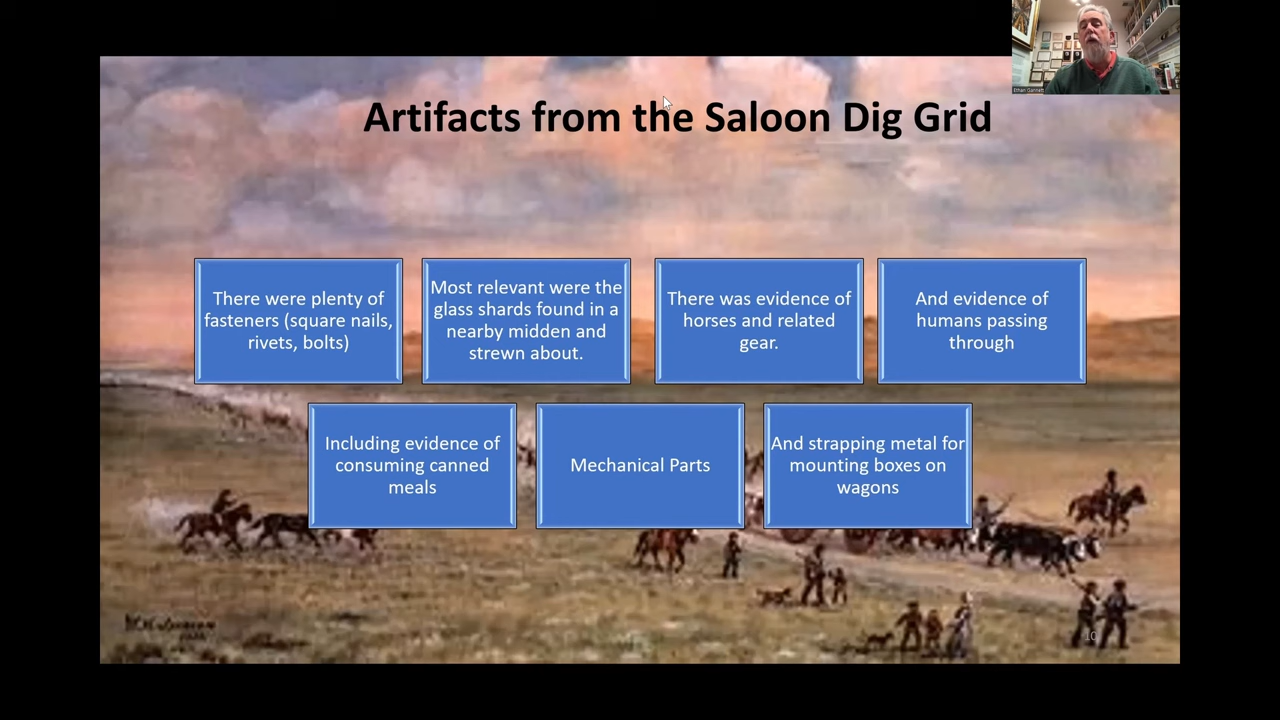 Ethan Garnett
Artifacts from the Saloon Dig Grid
There were plenty of
fasteners (square nails,
rivets, bolts)
Most relevant were the
glass shards found in a
nearby midden and
strewn about.
There was evidence of
horses and related
gear.
And evidence of
humans passing
through
Including evidence of
consuming canned
meals
Mechanical Parts
And strapping metal for
mounting boxes on
wagons
10